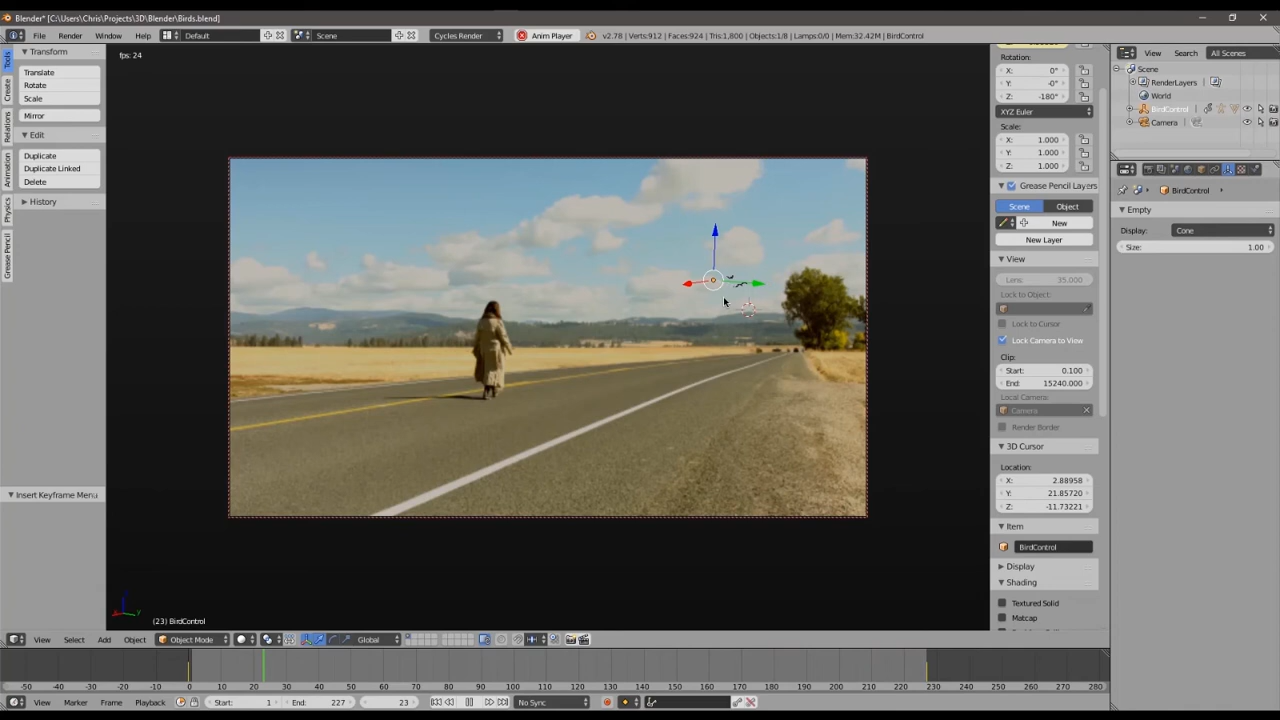 Blender* [C:\Users\Chris\Projects\3D\Blender\Birds.blend]
File Render Window Help Default Scene Cycles Render Anim Player v2.78 | Verts:912 | Faces:924 | Tris:1,800 | Objects:1/8 | Lamps:0/0 | Mem:32.42M | BirdControl
fps: 24
Tools
Create
Relations
Animation
Physics
Grease Pencil
Transform
Translate
Rotate
Scale
Mirror
Edit
Duplicate
Duplicate Linked
Delete
History
Insert Keyframe Menu
(23) BirdControl
Rotation:
X: 0°
Y: -0°
Z: -180°
XYZ Euler
Scale:
X: 1.000
Y: 1.000
Z: 1.000
Grease Pencil Layers
Scene Object
New
New Layer
View
Lens: 35.000
Lock to Object:
Lock to Cursor
Lock Camera to View
Clip:
Start: 0.100
End: 15240.000
Local Camera:
Camera
Render Border
3D Cursor
Location:
X: 2.88958
Y: 21.85720
Z: -11.73221
Item
BirdControl
Display
Shading
Textured Solid
Matcap
View Search All Scenes
Scene
RenderLayers
World
BirdControl
Camera
BirdControl
Empty
Display: Cone
Size: 1.00
View Select Add Object Object Mode Global
-50 -40 -30 -20 -10 0 10 20 30 40 50 60 70 80 90 100 110 120 130 140 150 160 170 180 190 200 210 220 230 240 250 260 270 280
View Marker Frame Playback Start: 1 End: 227 23 No Sync